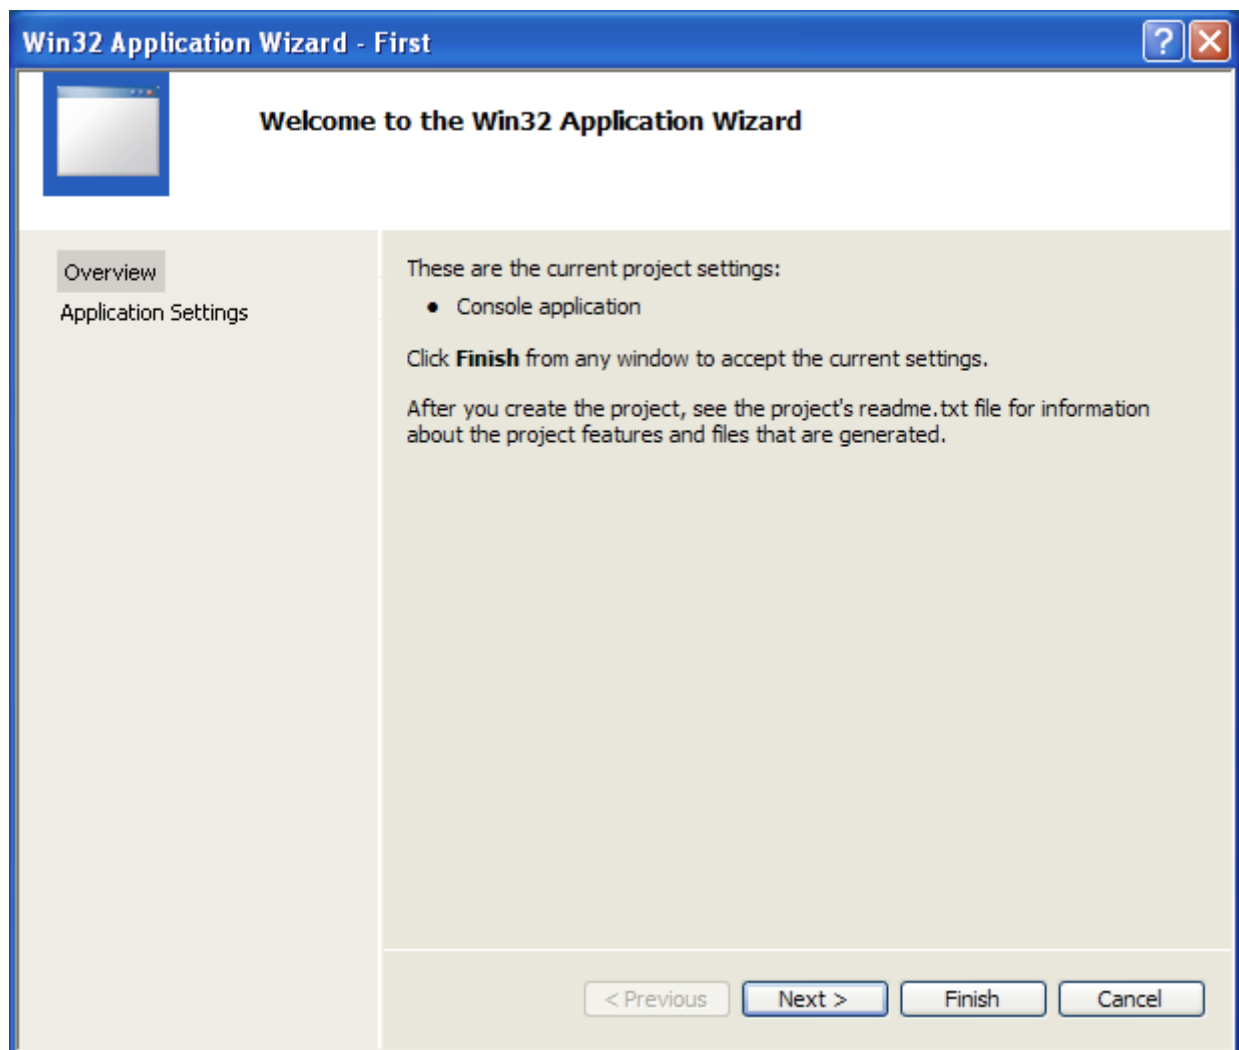 Win32 Application Wizard - First
Welcome to the Win32 Application Wizard
Overview
Application Settings
These are the current project settings:
• Console application
Click Finish from any window to accept the current settings.
After you create the project, see the project's readme.txt file for information
about the project features and files that are generated.
< Previous
Next >
Finish
Cancel